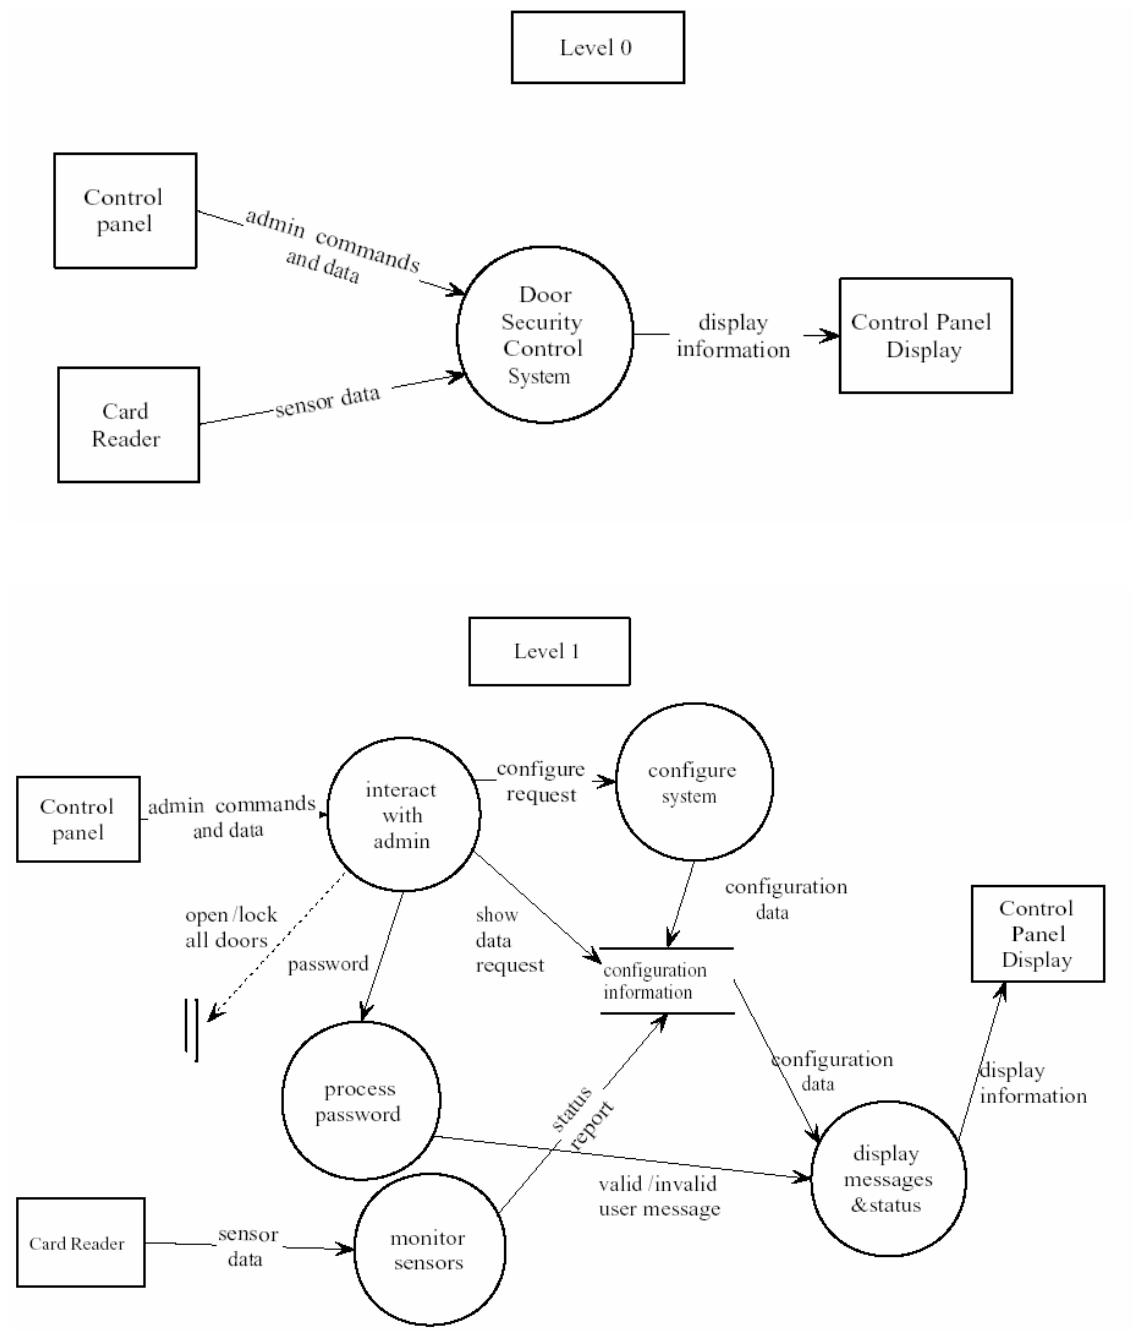 Level 0
Control
panel
admin commands
and data
Door
Security
Control
System
display
information
Control Panel
Display
Card
Reader
sensor data
Level 1
Control
panel
admin commands
and data
interact
with
admin
configure
request
configure
system
open /lock
all doors
password
show
data
request
configuration
data
configuration
information
Control
Panel
Display
process
password
status
report
configuration
data
display
information
valid /invalid
user message
display
messages
&status
Card Reader
sensor
data
monitor
sensors